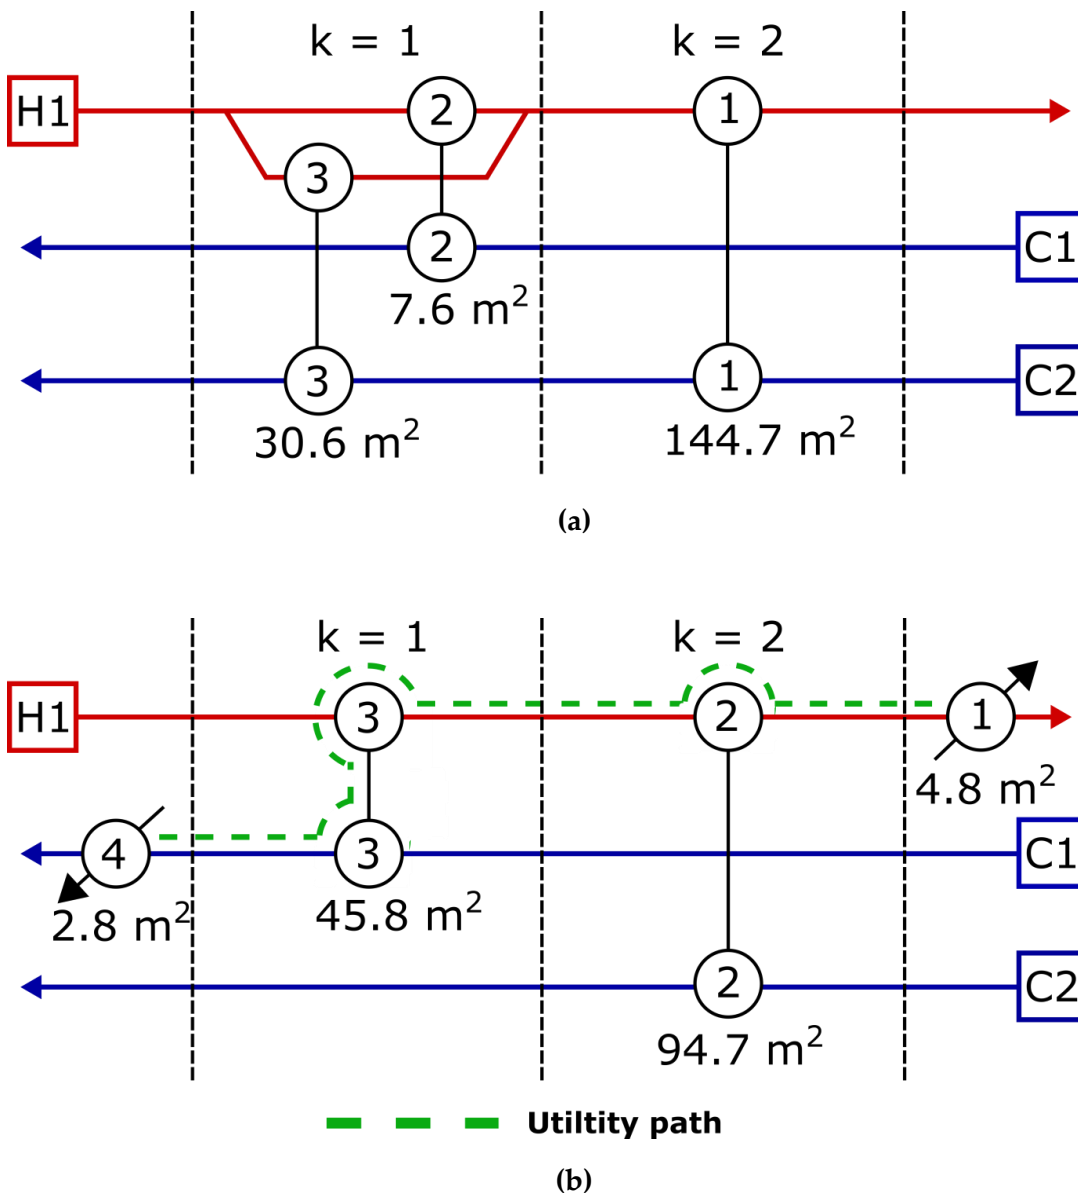 k = 1 k = 2
H1 2 1
3
2 C1
7.6 m²
3 1 C2
30.6 m² 144.7 m²
(a)
k = 1 k = 2
H1 3 2 1
4.8 m²
4 3 C1
2.8 m² 45.8 m²
2 C2
94.7 m²
Utiltity path
(b)